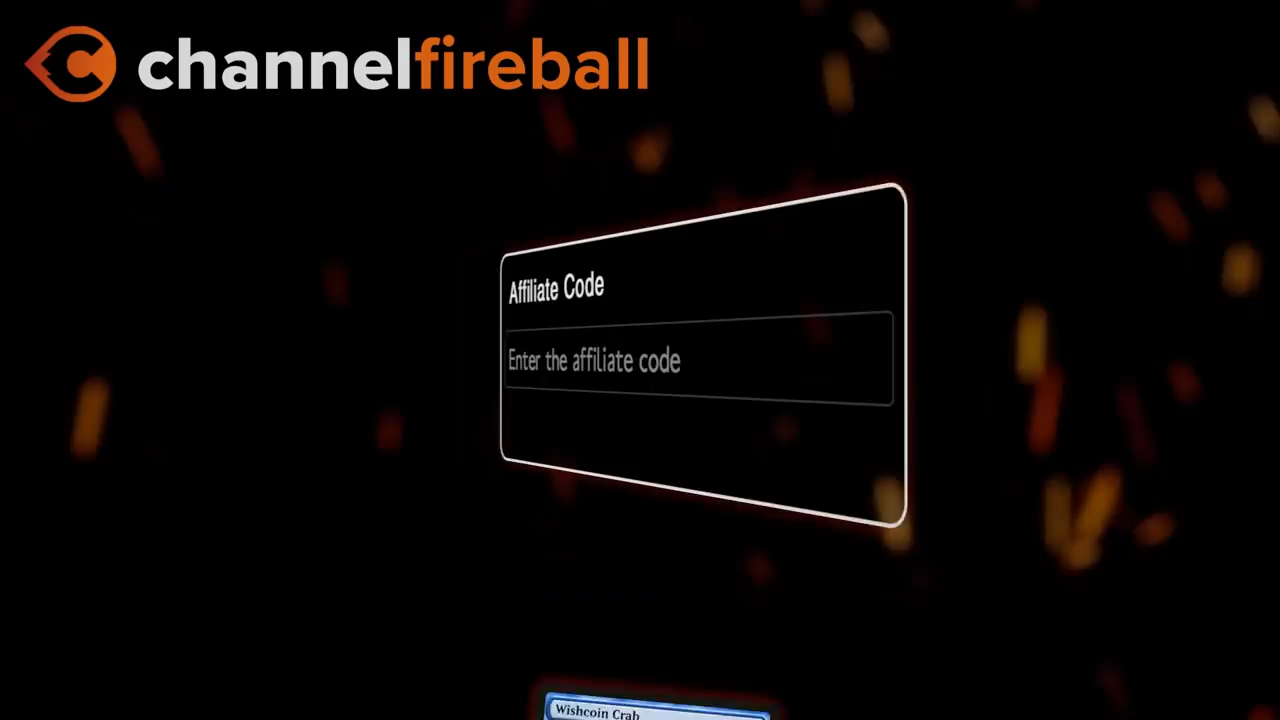 channelfireball
Affiliate Code
Enter the affiliate code
Wishcoin Crab